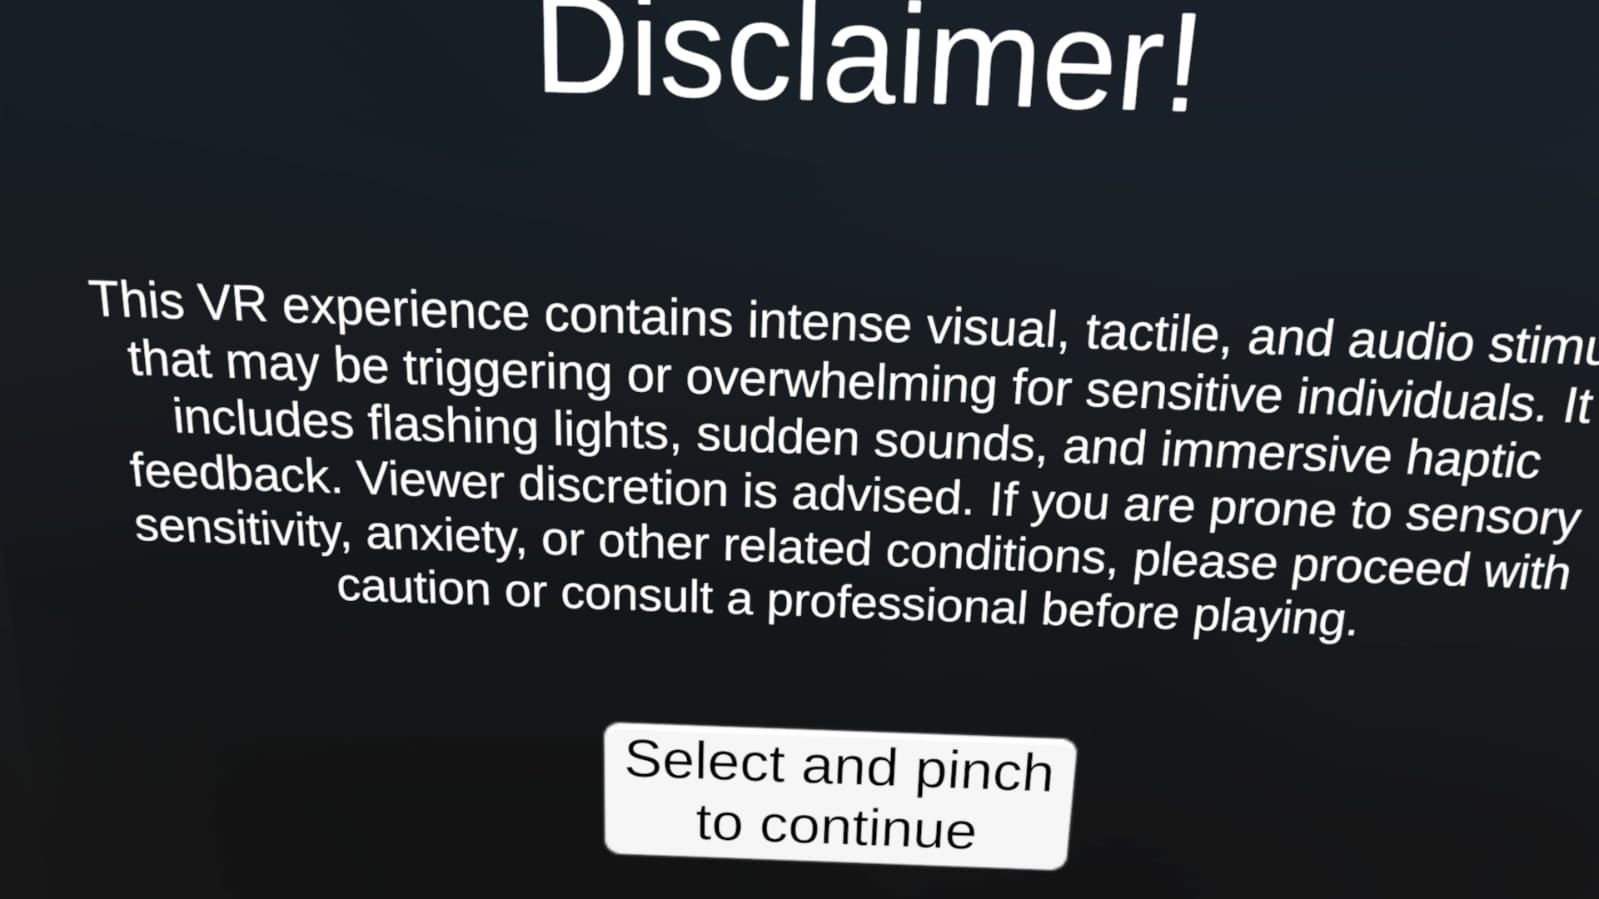 Disclaimer!
This VR experience contains intense visual, tactile, and audio
that may be triggering or overwhelming for sensitive individuals. It
includes flashing lights, sudden sounds, and immersive haptic
feedback. Viewer discretion is advised. If you are prone to sensory
sensitivity, anxiety, or other related conditions, please proceed with
caution or consult a professional before playing.
Select and pinch
to continue